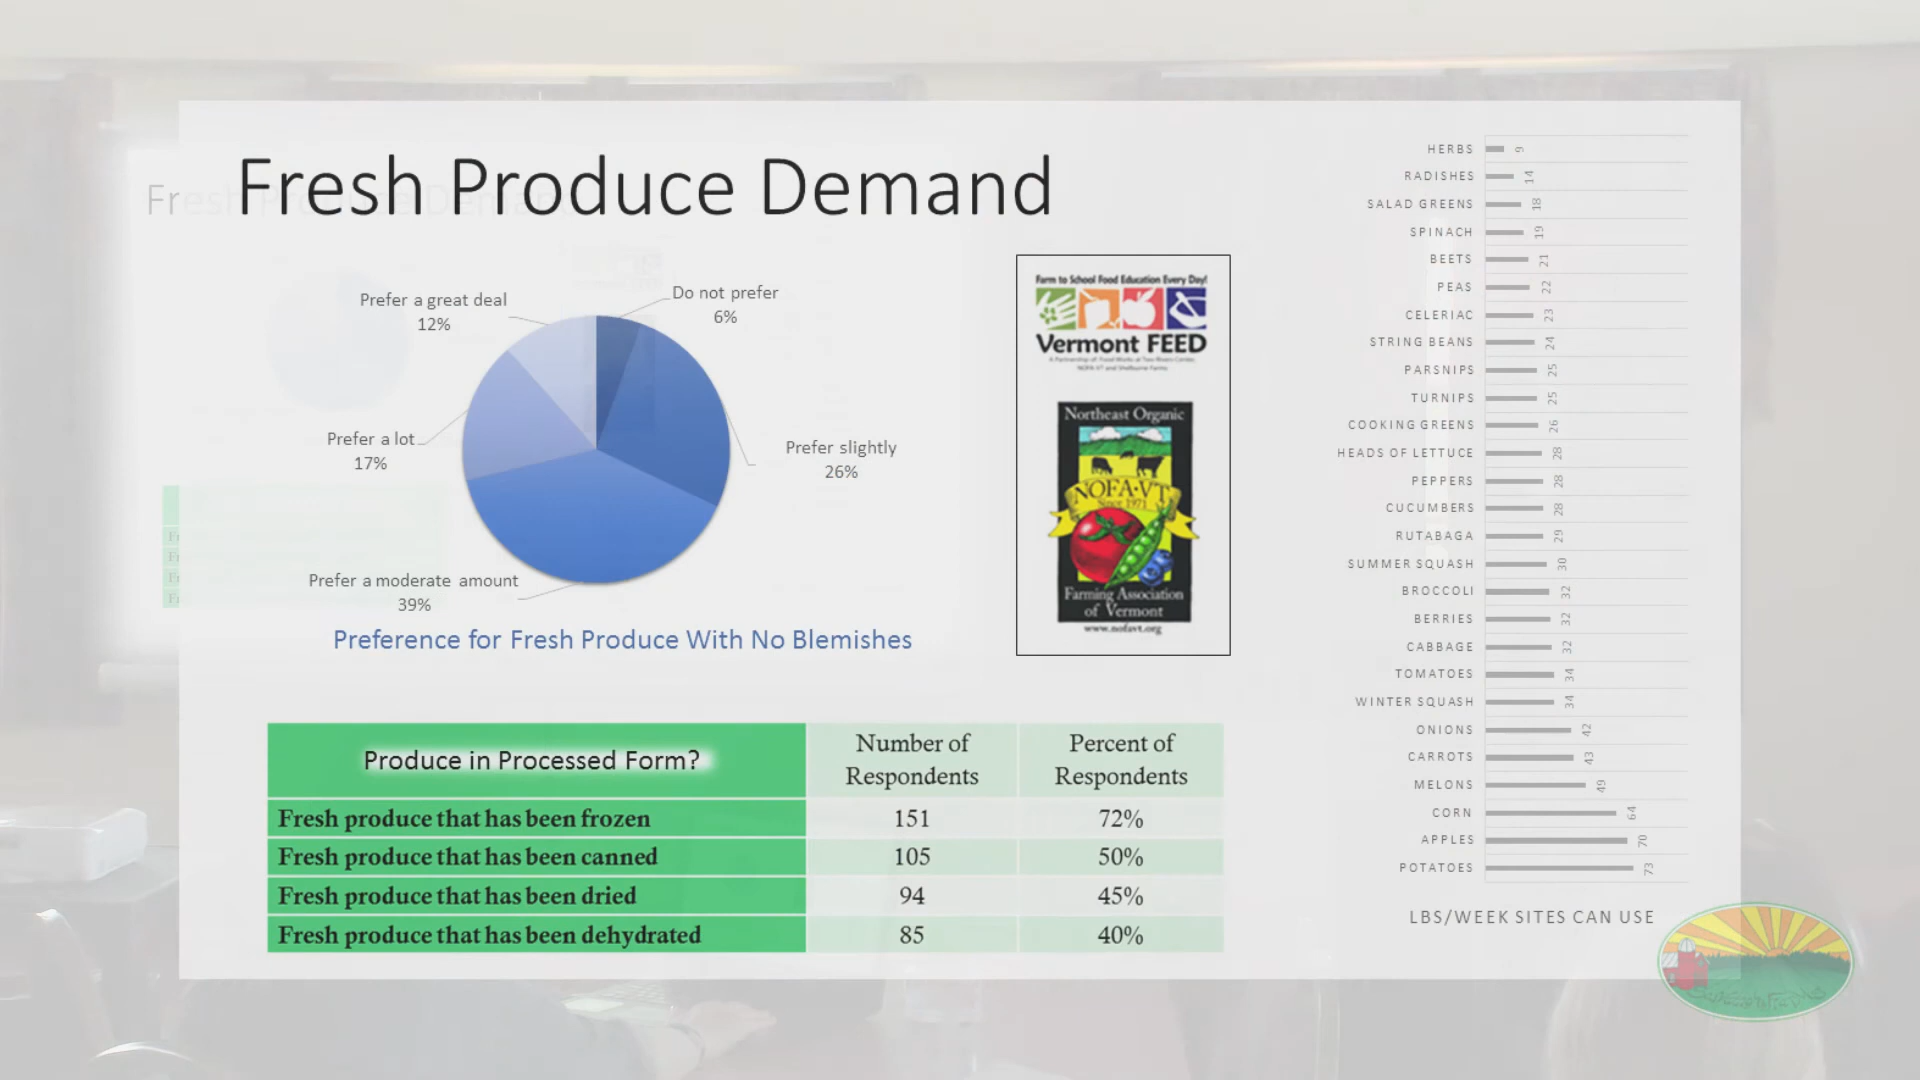 Fresh Produce Demand
Prefer a great deal
12%
Do not prefer
6%
Prefer a lot
17%
Prefer slightly
26%
Prefer a moderate amount
39%
Preference for Fresh Produce With No Blemishes
Farm to School Food Education Every Day!
Vermont FEED
NOFA-VT and Shelburne Farms
Northeast Organic
NOFA·VT
Since 1971
Farming Association
of Vermont
www.nofavt.org
Produce in Processed Form?
Number of
Respondents
Percent of
Respondents
Fresh produce that has been frozen 151 72%
Fresh produce that has been canned 105 50%
Fresh produce that has been dried 94 45%
Fresh produce that has been dehydrated 85 40%
HERBS 9
RADISHES 14
SALAD GREENS 18
SPINACH 19
BEETS 21
PEAS 22
CELERIAC 23
STRING BEANS 24
PARSNIPS 25
TURNIPS 25
COOKING GREENS 26
HEADS OF LETTUCE 28
PEPPERS 28
CUCUMBERS 28
RUTABAGA 29
SUMMER SQUASH 30
BROCCOLI 32
BERRIES 32
CABBAGE 32
TOMATOES 34
WINTER SQUASH 34
ONIONS 42
CARROTS 43
MELONS 49
CORN 64
APPLES 70
POTATOES 73
LBS/WEEK SITES CAN USE